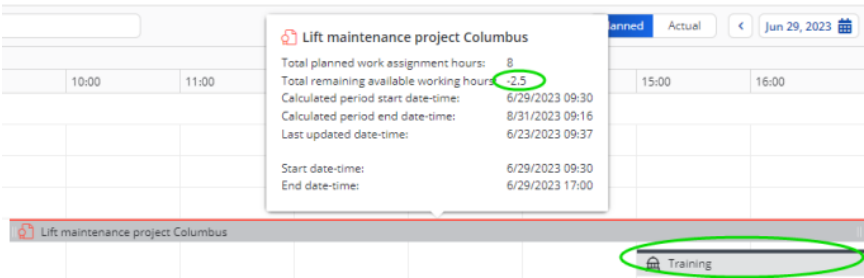 Lift maintenance project Columbus
Total planned work assignment hours: 8
Total remaining available working hours -2.5
Calculated period start date-time: 6/29/2023 09:30
Calculated period end date-time: 8/31/2023 09:16
Last updated date-time: 6/23/2023 09:37
Start date-time: 6/29/2023 09:30
End date-time: 6/29/2023 17:00
Actual
Jun 29, 2023
10:00 11:00 15:00 16:00
Lift maintenance project Columbus
Training